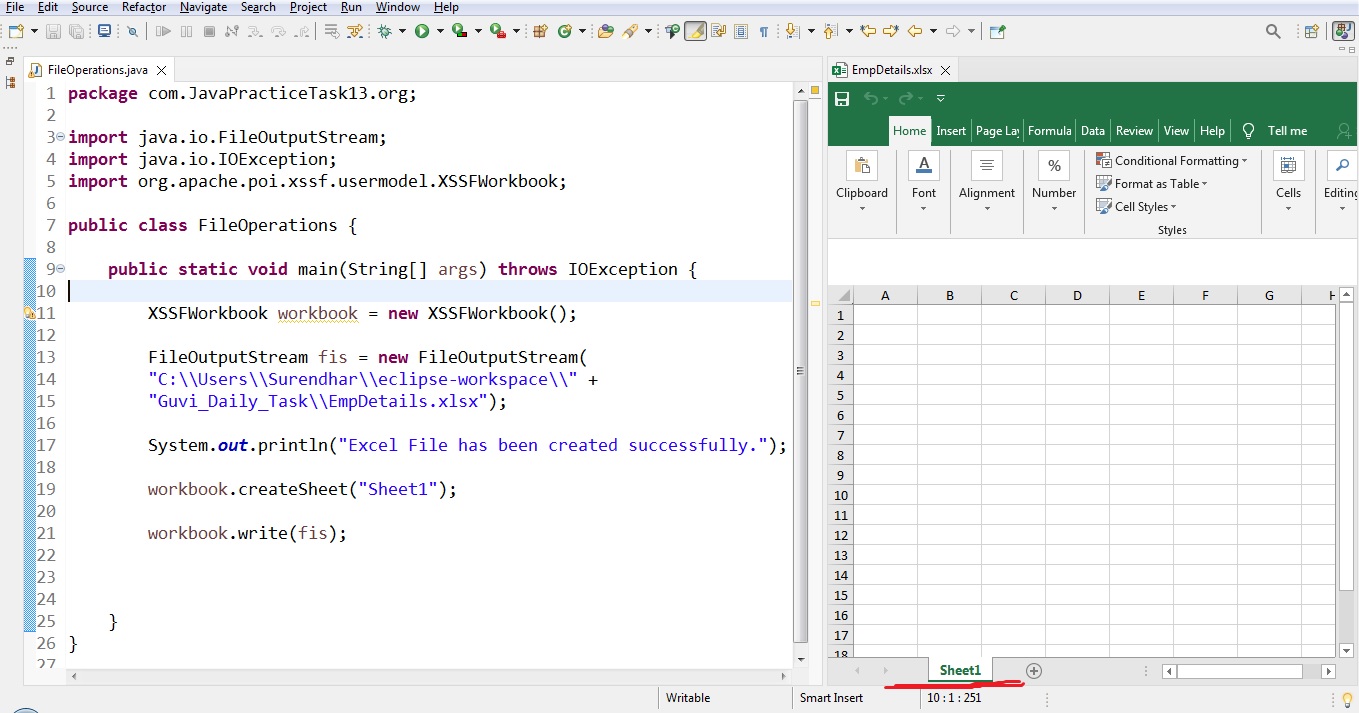 File Edit Source Refactor Navigate Search Project Run Window Help
FileOperations.java
1 package com.JavaPracticeTask13.org;
2
3 import java.io.FileOutputStream;
4 import java.io.IOException;
5 import org.apache.poi.xssf.usermodel.XSSFWorkbook;
6
7 public class FileOperations {
8
9 public static void main(String[] args) throws IOException {
10
11 XSSFWorkbook workbook = new XSSFWorkbook();
12
13 FileOutputStream fis = new FileOutputStream(
14 "C:\\Users\\Surendhar\\eclipse-workspace\\" +
15 "Guvi_Daily_Task\\EmpDetails.xlsx");
16
17 System.out.println("Excel File has been created successfully.");
18
19 workbook.createSheet("Sheet1");
20
21 workbook.write(fis);
22
23
24
25 }
26 }
27
EmpDetails.xlsx
Home Insert Page Lay Formula Data Review View Help Tell me
Clipboard Font Alignment % Number
Conditional Formatting
Format as Table
Cell Styles
Styles
Cells Editing
A B C D E F G H
1
2
3
4
5
6
7
8
9
10
11
12
13
14
15
16
17
18
Sheet1
Writable Smart Insert 10 : 1 : 251